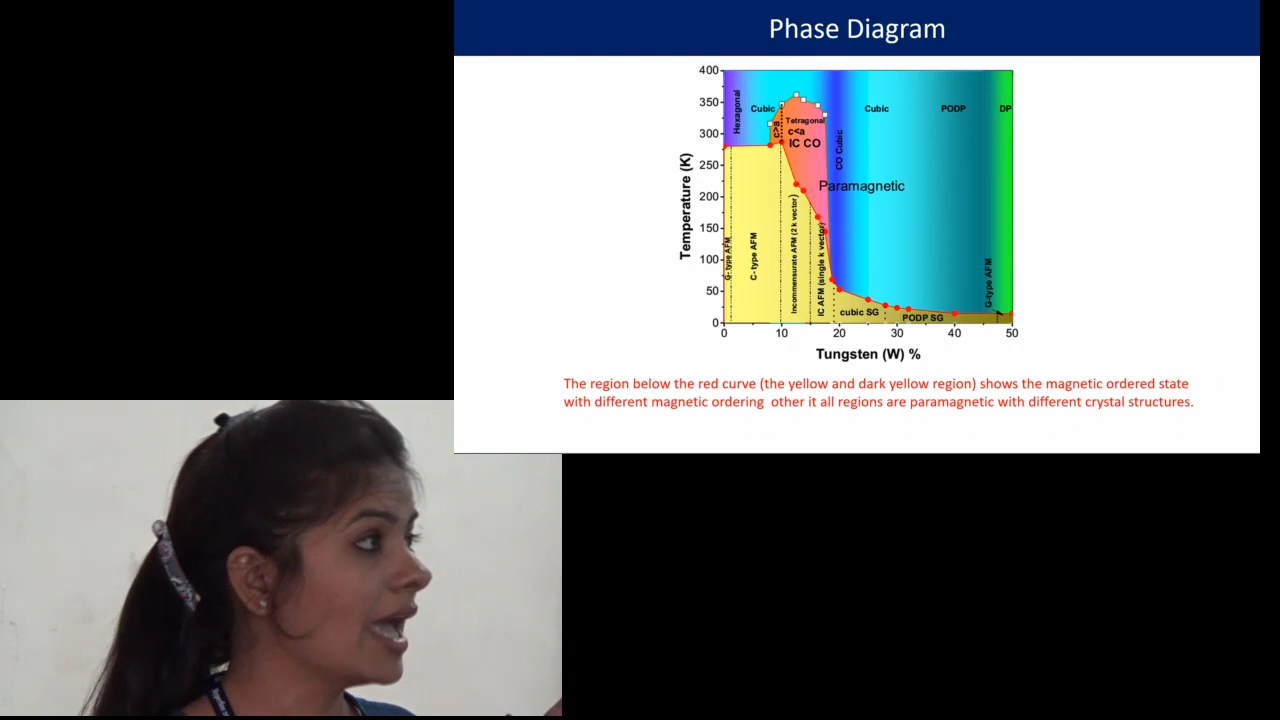 Phase Diagram
400
350
300
250
200
150
100
50
0
Temperature (K)
Hexagonal
Cubic
c>a
Tetragonal
c<a
IC CO
CO Cubic
Cubic
PODP
DP
Paramagnetic
G- type AFM
C- type AFM
Incommensurate AFM (2 k vector)
IC AFM (single k vector)
cubic SG
PODP SG
G-type AFM
0 10 20 30 40 50
Tungsten (W) %
The region below the red curve (the yellow and dark yellow region) shows the magnetic ordered state
with different magnetic ordering other it all regions are paramagnetic with different crystal structures.